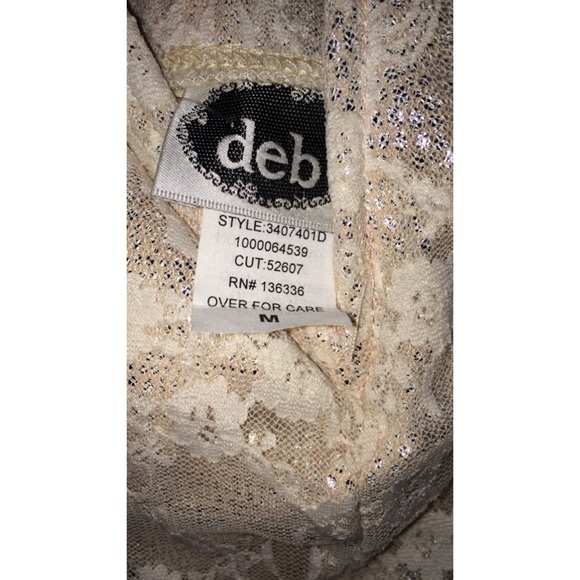 deb
STYLE:3407401D
1000064539
CUT:52607
RN# 136336
OVER FOR CARE
M